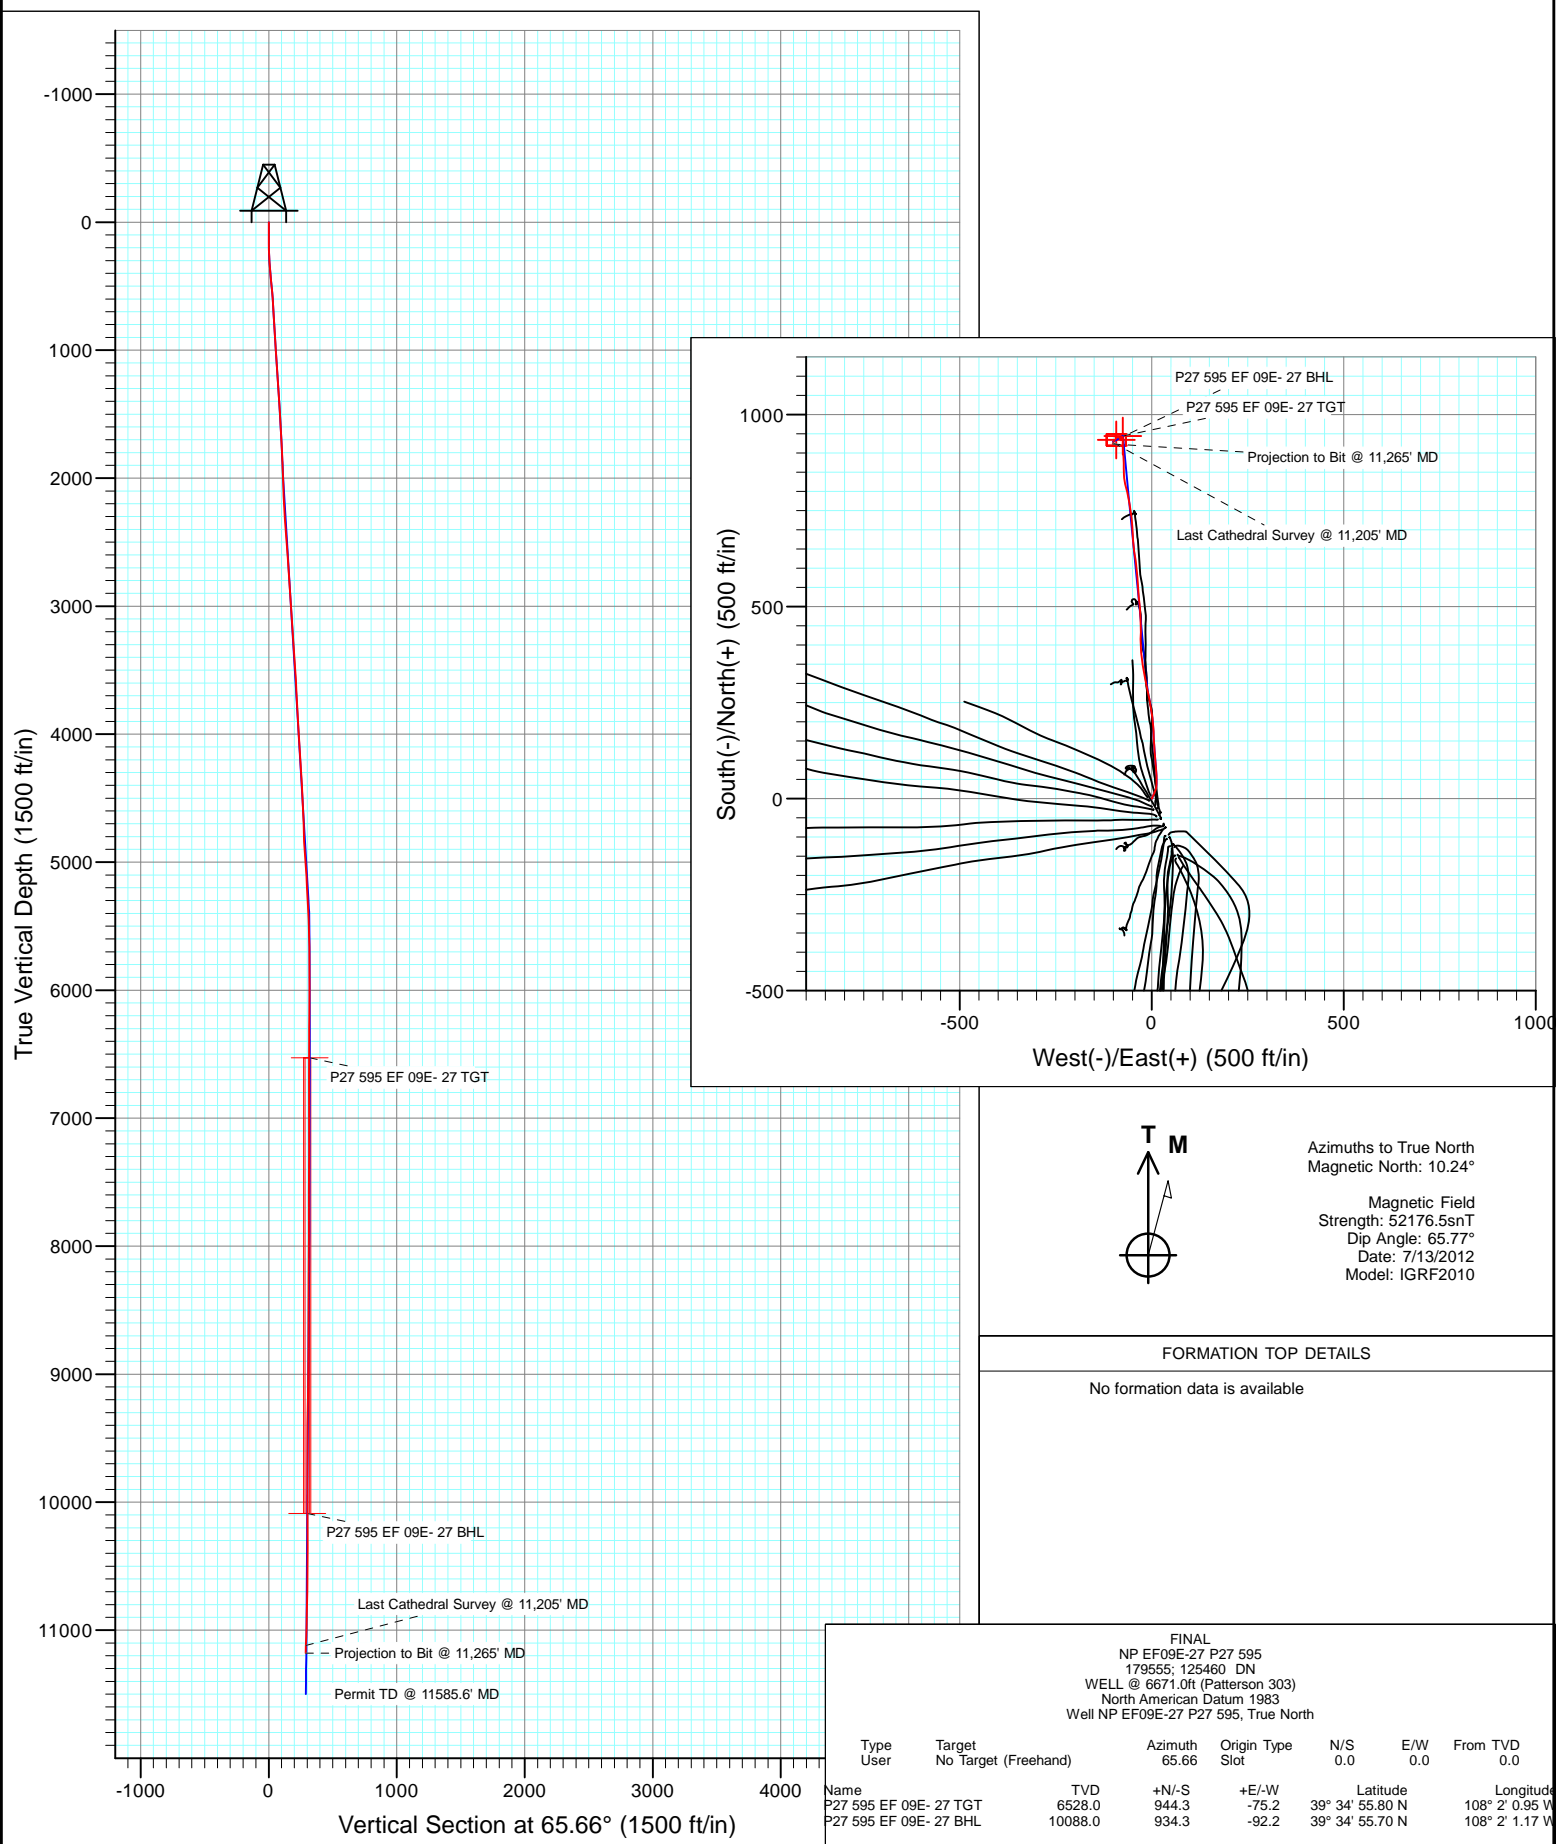 -1000
0
1000
2000
3000
4000
5000
6000
7000
8000
9000
10000
11000
True Vertical Depth (1500 ft/in)
-1000
0
1000
2000
3000
4000
Vertical Section at 65.66° (1500 ft/in)
P27 595 EF 09E- 27 TGT
P27 595 EF 09E- 27 BHL
Last Cathedral Survey @ 11,205' MD
Projection to Bit @ 11,265' MD
Permit TD @ 11585.6' MD
1000
500
0
-500
South(-)/North(+) (500 ft/in)
-500
0
500
1000
West(-)/East(+) (500 ft/in)
P27 595 EF 09E- 27 BHL
P27 595 EF 09E- 27 TGT
Projection to Bit @ 11,265' MD
Last Cathedral Survey @ 11,205' MD
T M
Azimuths to True North
Magnetic North: 10.24°
Magnetic Field
Strength: 52176.5snT
Dip Angle: 65.77°
Date: 7/13/2012
Model: IGRF2010
FORMATION TOP DETAILS
No formation data is available
FINAL
NP EF09E-27 P27 595
179555; 125460 DN
WELL @ 6671.0ft (Patterson 303)
North American Datum 1983
Well NP EF09E-27 P27 595, True North
Type Target Azimuth Origin Type N/S E/W From TVD
User No Target (Freehand) 65.66 Slot 0.0 0.0 0.0
Name TVD +N/-S +E/-W Latitude Longitude
P27 595 EF 09E- 27 TGT 6528.0 944.3 -75.2 39° 34' 55.80 N 108° 2' 0.95 W
P27 595 EF 09E- 27 BHL 10088.0 934.3 -92.2 39° 34' 55.70 N 108° 2' 1.17 W